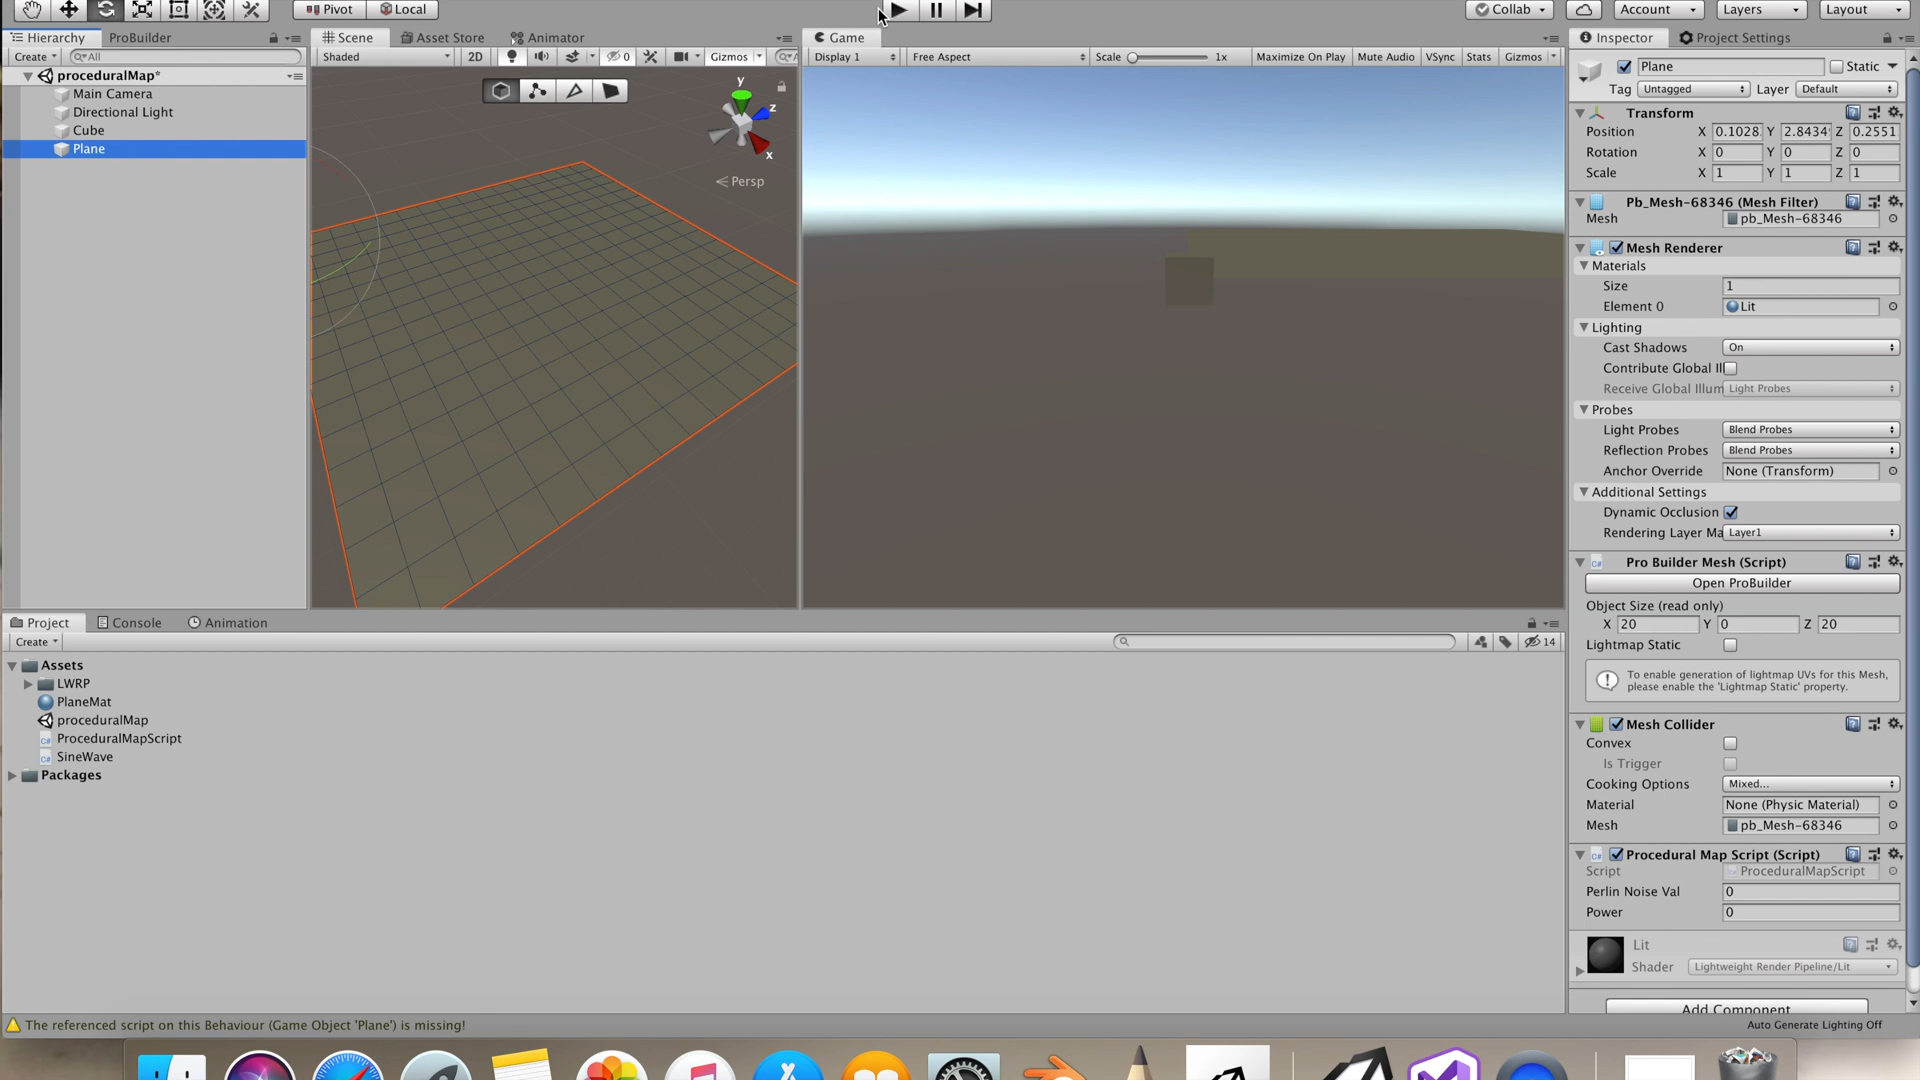 Pivot Local Collab Account Layers Layout
Hierarchy ProBuilder Scene Asset Store Animator Game Inspector Project Settings
Create All Shaded 2D 0 Gizmos Display 1 Free Aspect Scale 1x Maximize On Play Mute Audio VSync Stats Gizmos Plane Static
proceduralMap*
Main Camera
Directional Light
Cube
Plane
y
z
x
Persp
Tag Untagged Layer Default
Transform
Position X 0.1028 Y 2.8434 Z 0.2551
Rotation X 0 Y 0 Z 0
Scale X 1 Y 1 Z 1
Pb_Mesh-68346 (Mesh Filter)
Mesh pb_Mesh-68346
Mesh Renderer
Materials
Size 1
Element 0 Lit
Lighting
Cast Shadows On
Contribute Global Il
Receive Global Illum Light Probes
Probes
Light Probes Blend Probes
Reflection Probes Blend Probes
Anchor Override None (Transform)
Additional Settings
Dynamic Occlusion
Rendering Layer Ma Layer1
Pro Builder Mesh (Script)
Open ProBuilder
Object Size (read only)
X 20 Y 0 Z 20
Lightmap Static
To enable generation of lightmap UVs for this Mesh,
please enable the 'Lightmap Static' property.
Mesh Collider
Convex
Is Trigger
Cooking Options Mixed...
Material None (Physic Material)
Mesh pb_Mesh-68346
Procedural Map Script (Script)
Script ProceduralMapScript
Perlin Noise Val 0
Power 0
Lit
Shader Lightweight Render Pipeline/Lit
Add Component
Project Console Animation
Create 14
Assets
LWRP
PlaneMat
proceduralMap
ProceduralMapScript
SineWave
Packages
The referenced script on this Behaviour (Game Object 'Plane') is missing! Auto Generate Lighting Off